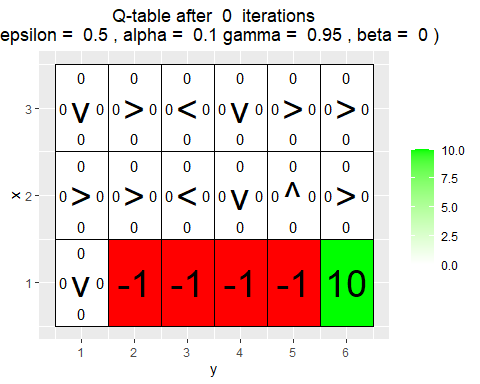 Q-table after 0 iterations
epsilon = 0.5 , alpha = 0.1 gamma = 0.95 , beta = 0 )
0 0 0 0 0 0
3 0 v 0 0 > 0 0 < 0 0 v 0 0 > 0 0 > 0
0 0 0 0 0 0
0 0 0 0 0 0
x 2 0 > 0 0 > 0 0 < 0 0 v 0 0 ^ 0 0 > 0
0 0 0 0 0 0
0
1 0 v 0 -1 -1 -1 -1 10
0
1 2 3 4 5 6
y
10.0
7.5
5.0
2.5
0.0